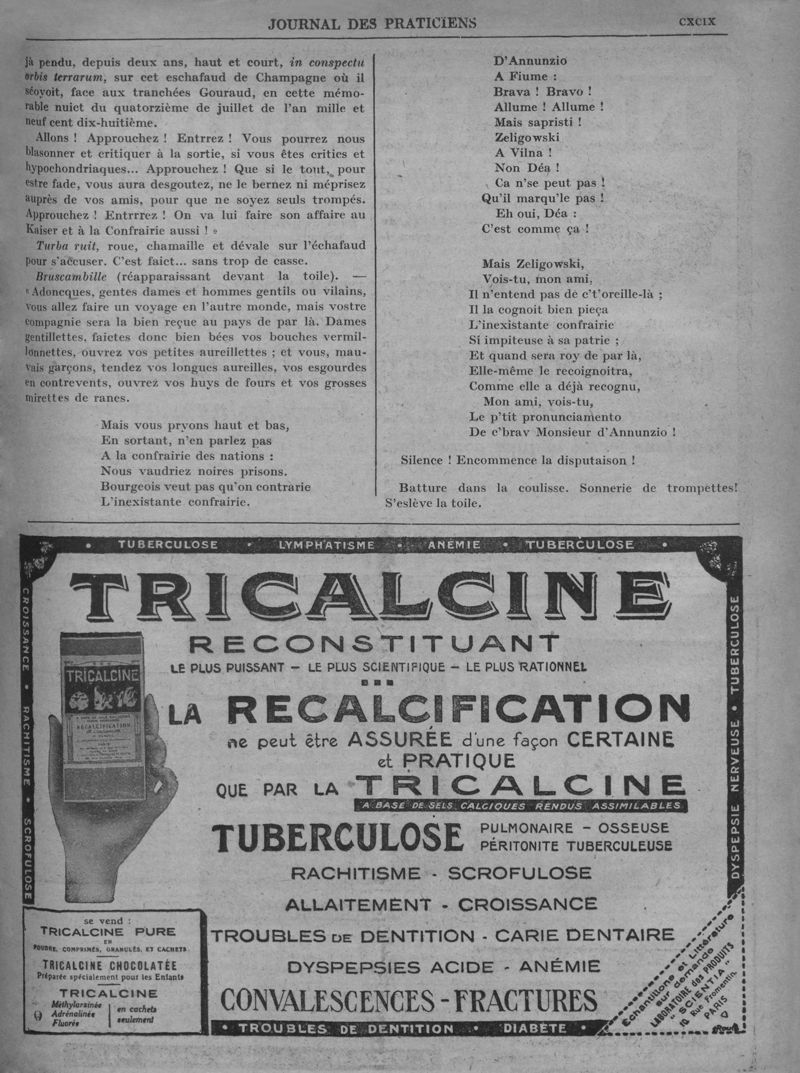 JOURNAL DES PRATICIENS
CXCIX
jà pendu, depuis deux ans, haut et court, in conspectu
orbis terrarum, sur cet eschafaud de Champagne où il
séoyoit, face aux tranchées Gouraud, en cette mémo-
rable nuict du quatorzième de juillet de l'an mille et
neuf cent dix-huitième.
Allons ! Approuchez ! Entrrez ! Vous pourrez nous
blasonner et critiquer à la sortie, si vous êtes critics et
hypochondriaques... Approuchez ! Que si le tout, pour
estre fade, vous aura desgoutez, ne le bernez ni méprisez
auprès de vos amis, pour que ne soyez seuls trompés.
Approuchez ! Entrrrez ! On va lui faire son affaire au
Kaiser et à la Confrairie aussi ! »
Turba ruit, roue, chamaille et dévale sur l'échafaud
pour s'accuser. C'est faict... sans trop de casse.
Bruscambille (réapparaissant devant la toile). —
« Adoncques, gentes dames et hommes gentils ou vilains,
vous allez faire un voyage en l'autre monde, mais vostre
compagnie sera la bien reçue au pays de par là. Dames
gentillettes, faictes donc bien bées vos bouches vermil-
lonnettes, ouvrez vos petites aureillettes ; et vous, mau-
vais garçons, tendez vos longues aureilles, vos esgourdes
en contrevents, ouvrez vos huys de fours et vos grosses
mirettes de ranes.
Mais vous pryons haut et bas,
En sortant, n'en parlez pas
A la confrairie des nations :
Nous vaudriez noires prisons.
Bourgeois veut pas qu'on contrarie
L'inexistante confrairie.
D'Annunzio
A Fiume :
Brava ! Bravo !
Allume ! Allume !
Mais sapristi !
Zeligowski
A Vilna !
Non Déa !
Ca n'se peut pas !
Qu'il marqu'le pas !
Eh oui, Déa :
C'est comme ça !
Mais Zeligowski,
Vois-tu, mon ami,
Il n'entend pas de c't'oreille-là ;
Il la cognoit bien pieça
L'inexistante confrairie
Si impiteuse à sa patrie ;
Et quand sera roy de par là,
Elle-même le recoignoitra,
Comme elle a déjà recognu,
Mon ami, vois-tu,
Le p'tit pronunciamento
De c'brav Monsieur d'Annunzio !
Silence ! Encommence la disputaison !
Batture dans la coulisse. Sonnerie de trompettes!
S'eslève la toile.
TUBERCULOSE • LYMPHATISME • ANÉMIE • TUBERCULOSE
CROISSANCE • RACHITISME • SCROFULOSE
TRICALCINE
RECONSTITUANT
LE PLUS PUISSANT — LE PLUS SCIENTIFIQUE — LE PLUS RATIONNEL
TRICALCINE
RECALCIFICATION
LA RECALCIFICATION
ne peut être ASSURÉE d'une façon CERTAINE
et PRATIQUE
QUE PAR LA TRICALCINE
A BASE DE SELS CALCIQUES RENDUS ASSIMILABLES
TUBERCULOSE PULMONAIRE - OSSEUSE
PÉRITONITE TUBERCULEUSE
RACHITISME - SCROFULOSE
ALLAITEMENT - CROISSANCE
TROUBLES DE DENTITION - CARIE DENTAIRE
DYSPEPSIES ACIDE - ANÉMIE
CONVALESCENCES - FRACTURES
TROUBLES DE DENTITION • DIABÈTE
DYSPEPSIE NERVEUSE • TUBERCULOSE
se vend :
TRICALCINE PURE
EN
POUDRE, COMPRIMÉS, GRANULÉS, ET CACHETS
TRICALCINE CHOCOLATÉE
Préparée spécialement pour les Enfants
TRICALCINE
Méthylarsinée
Adrénalinée
Fluorée
en cachets
seulement
Echantillons et Littérature
sur demande
LABORATOIRE des PRODUITS
"SCIENTIA"
10, Rue Fromentin,
PARIS